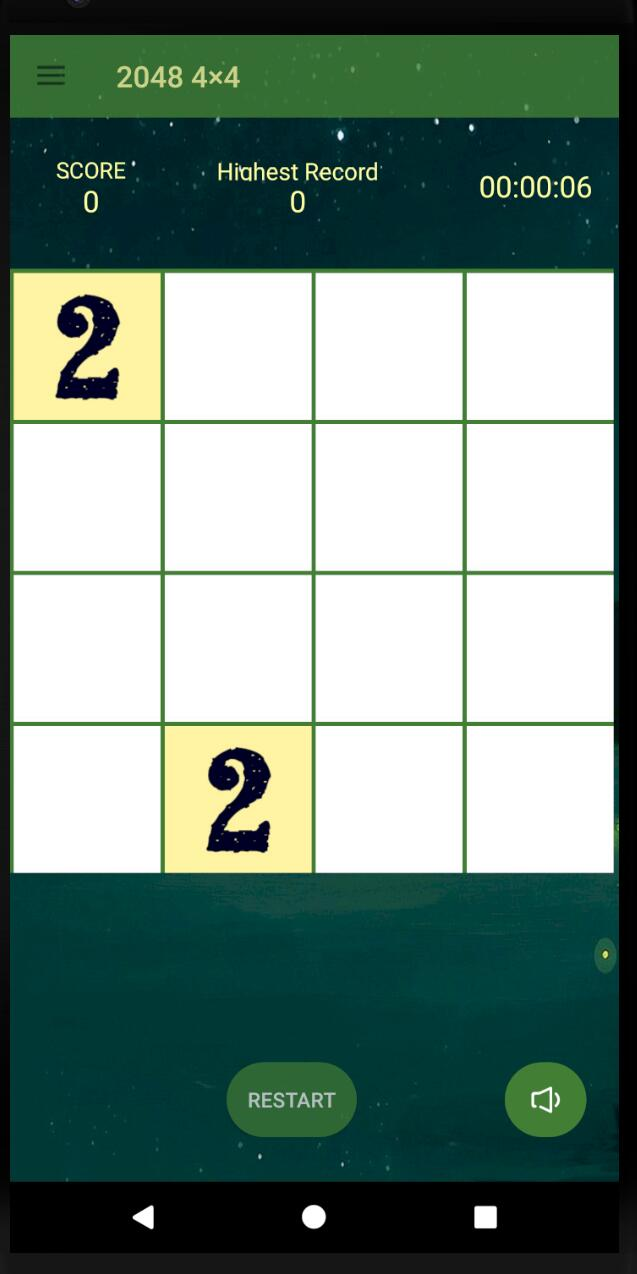 2048 4×4
SCORE
0
Highest Record
0
00:00:06
2
2
RESTART